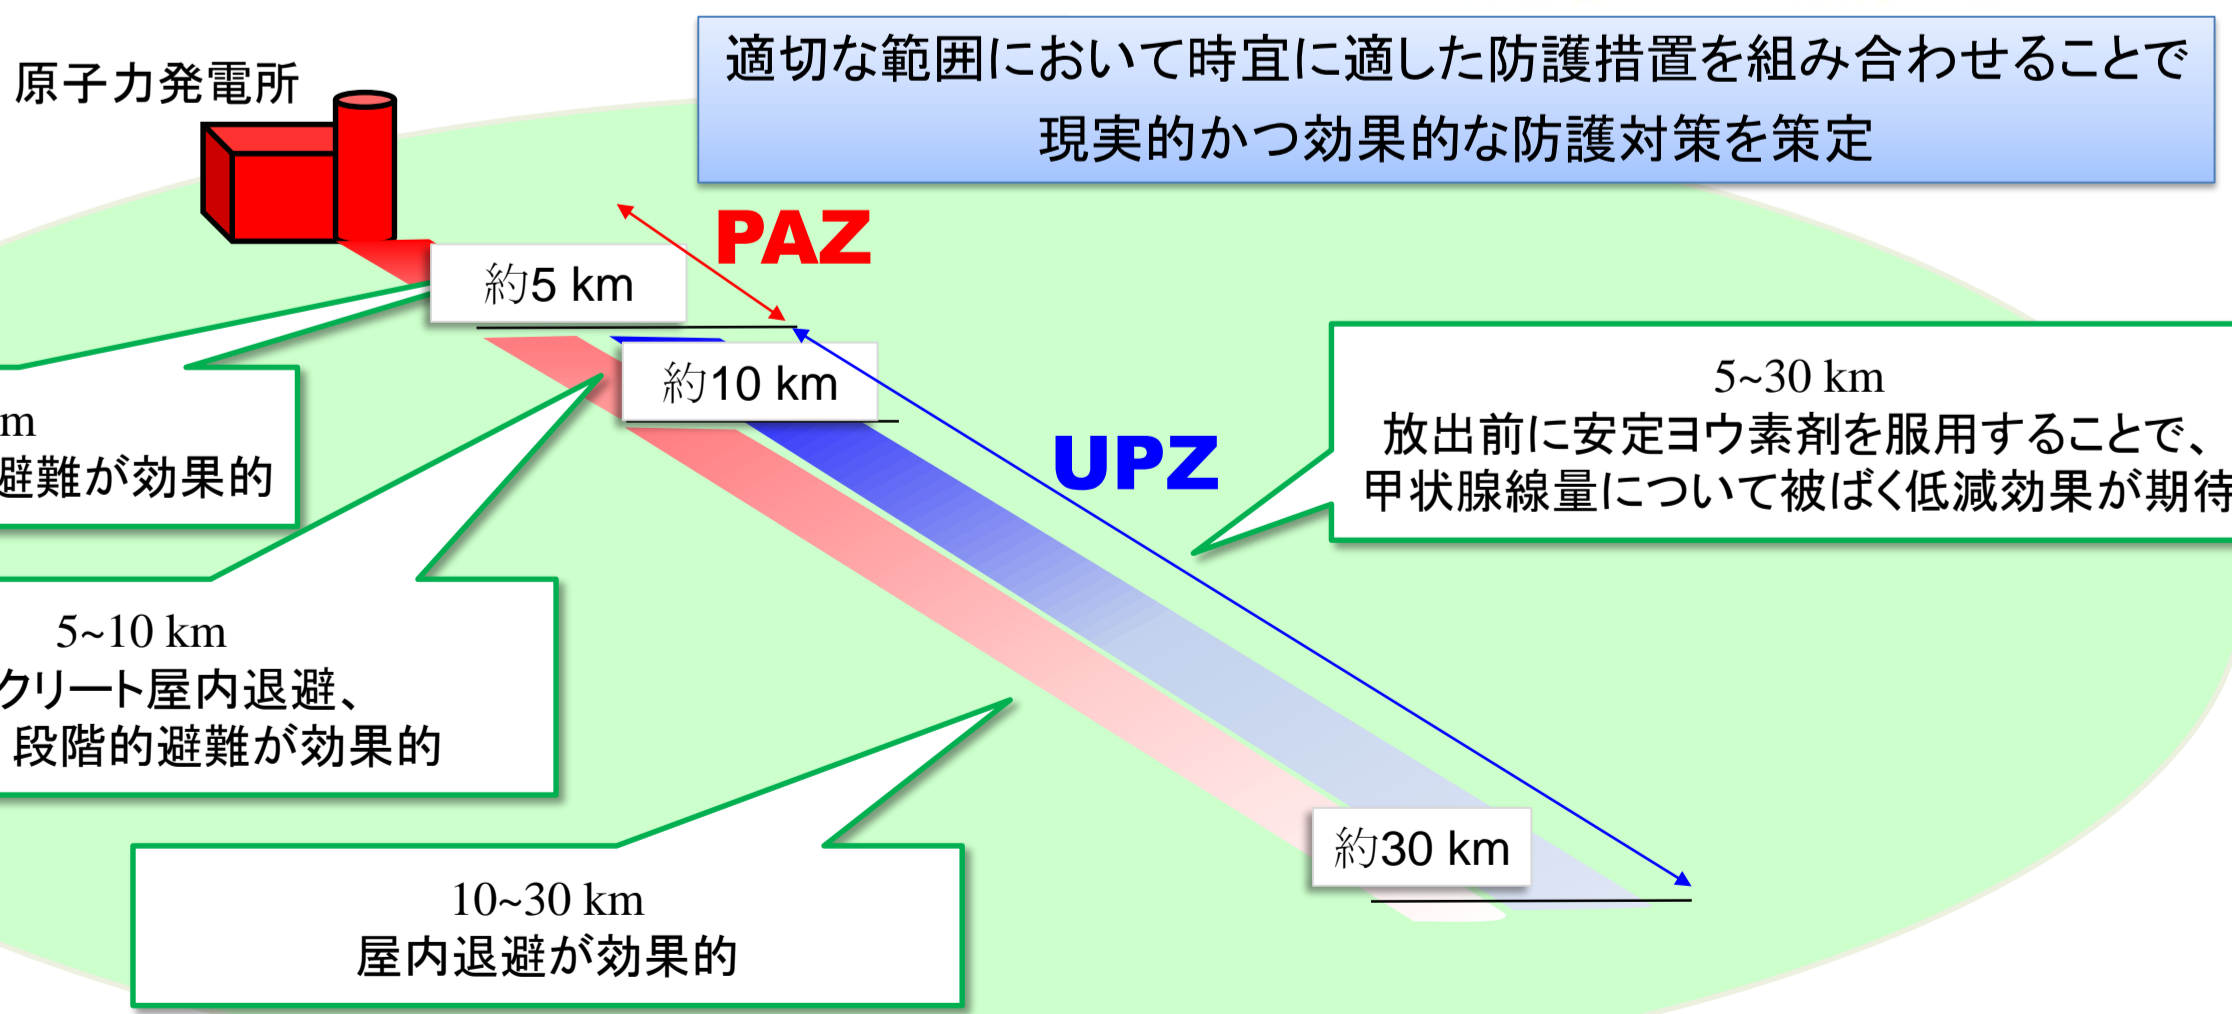 適切な範囲において時宜に適した防護措置を組み合わせることで
現実的かつ効果的な防護対策を策定
原子力発電所
PAZ
約5 km
約10 km
UPZ
5~30 km
放出前に安定ヨウ素剤を服用することで、
甲状腺線量について被ばく低減効果が期待
m
避難が効果的
5~10 km
クリート屋内退避、
段階的避難が効果的
約30 km
10~30 km
屋内退避が効果的